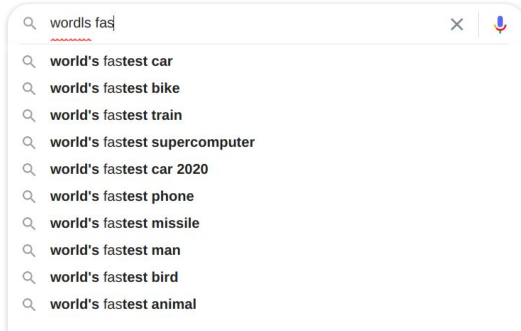 wordls fas
world's fastest car
world's fastest bike
world's fastest train
world's fastest supercomputer
world's fastest car 2020
world's fastest phone
world's fastest missile
world's fastest man
world's fastest bird
world's fastest animal